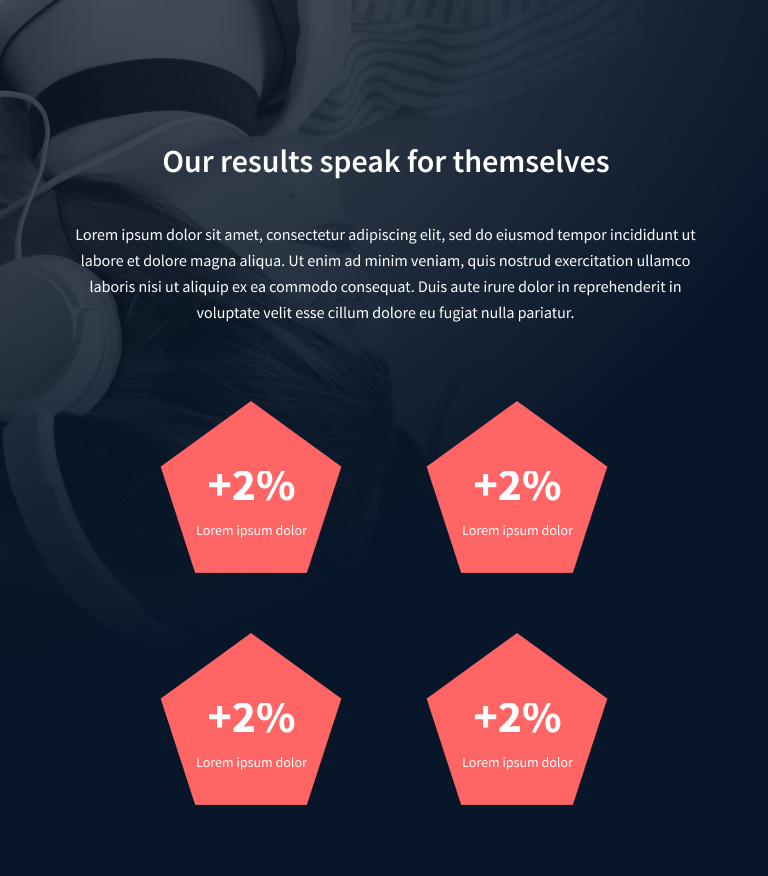 Our results speak for themselves
Lorem ipsum dolor sit amet, consectetur adipiscing elit, sed do eiusmod tempor incididunt ut
labore et dolore magna aliqua. Ut enim ad minim veniam, quis nostrud exercitation ullamco
laboris nisi ut aliquip ex ea commodo consequat. Duis aute irure dolor in reprehenderit in
voluptate velit esse cillum dolore eu fugiat nulla pariatur.
+2%
Lorem ipsum dolor
+2%
Lorem ipsum dolor
+2%
Lorem ipsum dolor
+2%
Lorem ipsum dolor